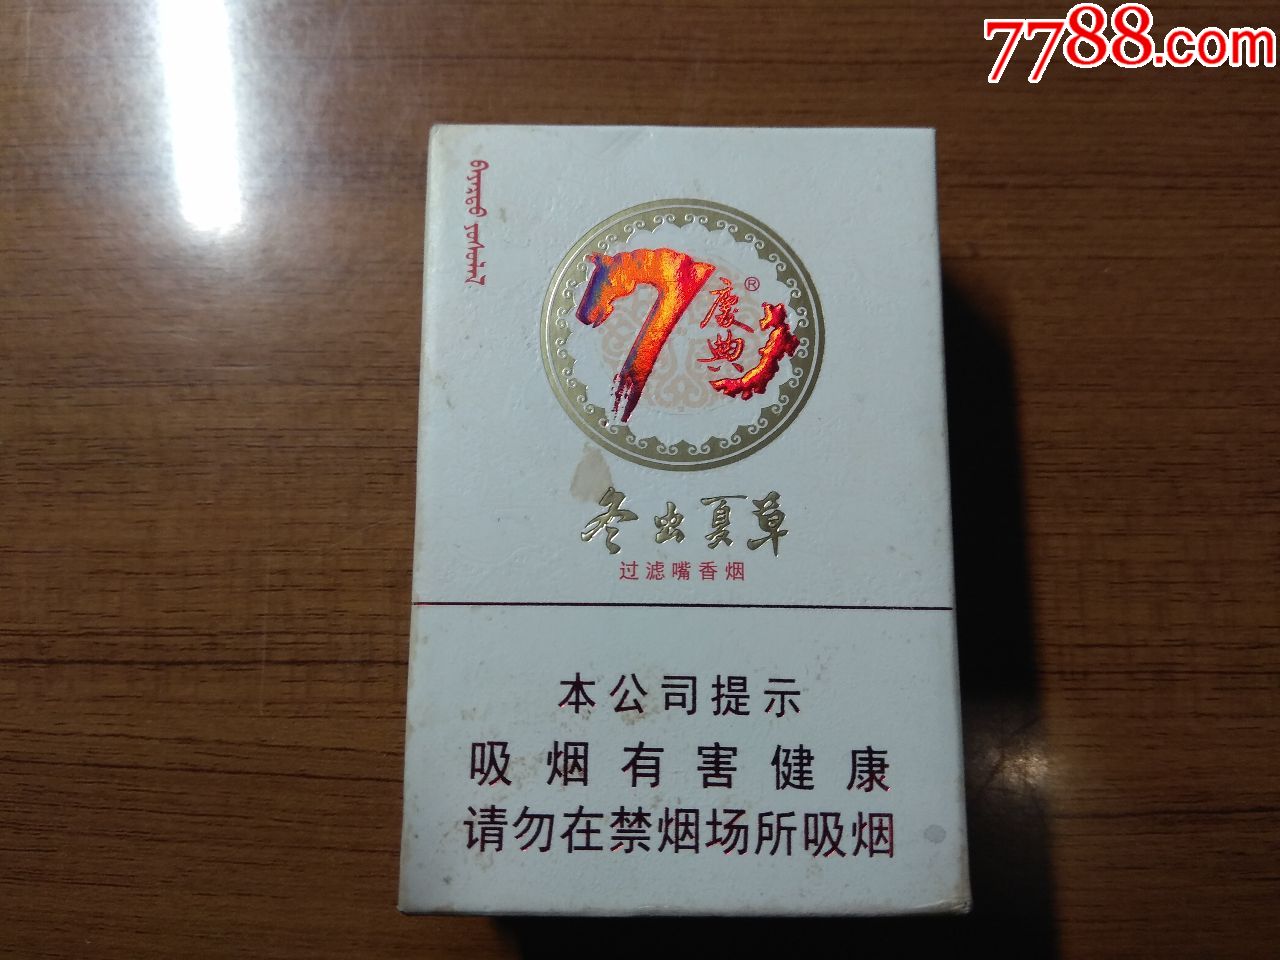 7788.com
7
慶典
®
冬虫夏草
过滤嘴香烟
本公司提示
吸烟有害健康
请勿在禁烟场所吸烟